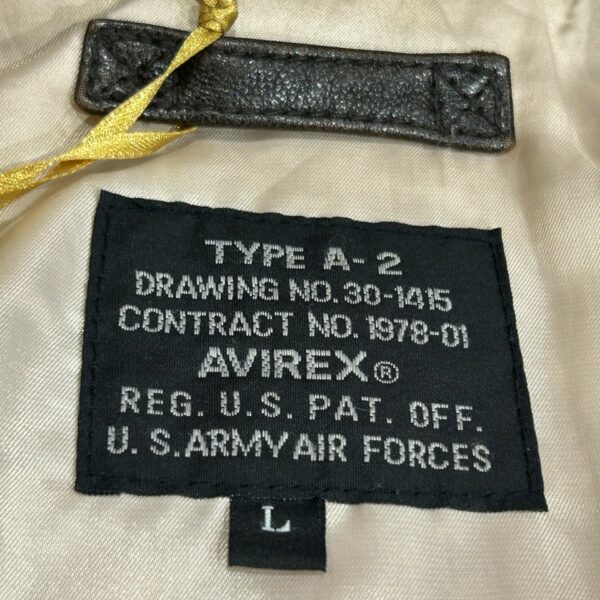 TYPE A-2
DRAWING NO.30-1415
CONTRACT NO.1978-01
AVIREX®
REG. U.S. PAT. OFF.
U.S.ARMY AIR FORCES
L